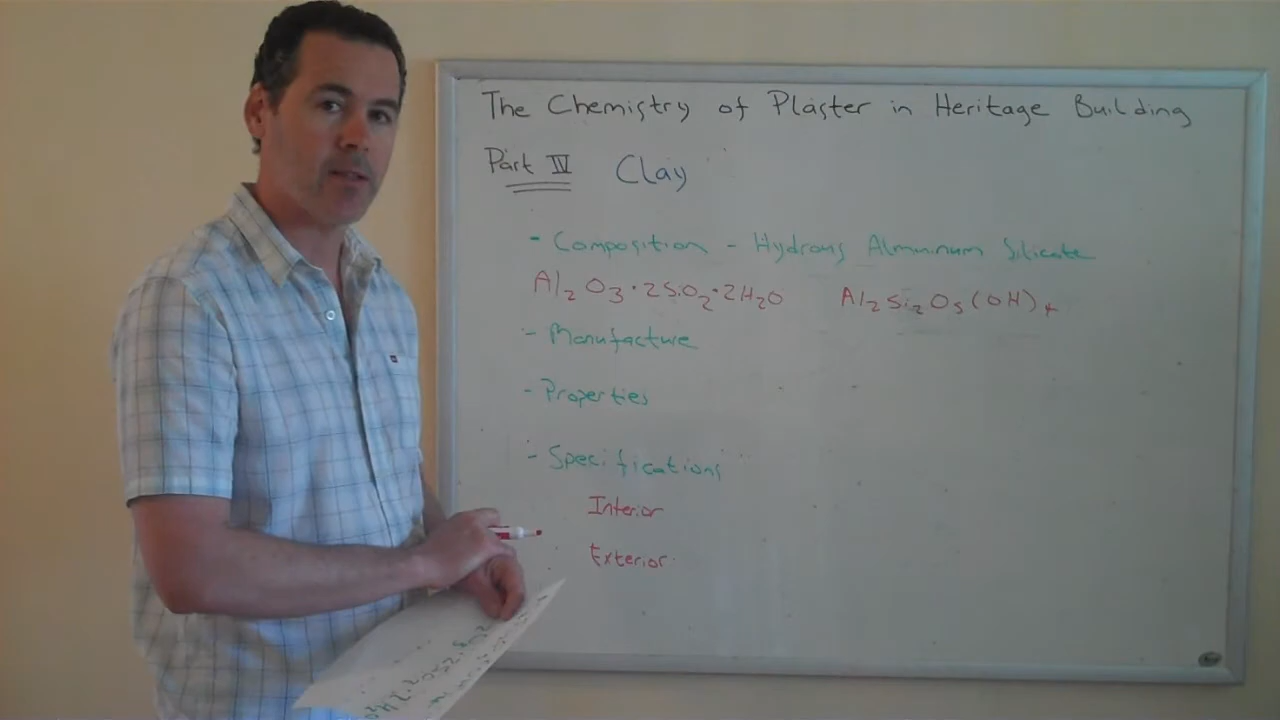 The Chemistry of Plaster in Heritage Building
Part IV Clay
- Composition - Hydrous Almininum Silicate
Al2O3·2SiO2·2H2O Al2Si2O5(OH)4
- Manufacture
- Properties
- Specifications
Interior
Exterior